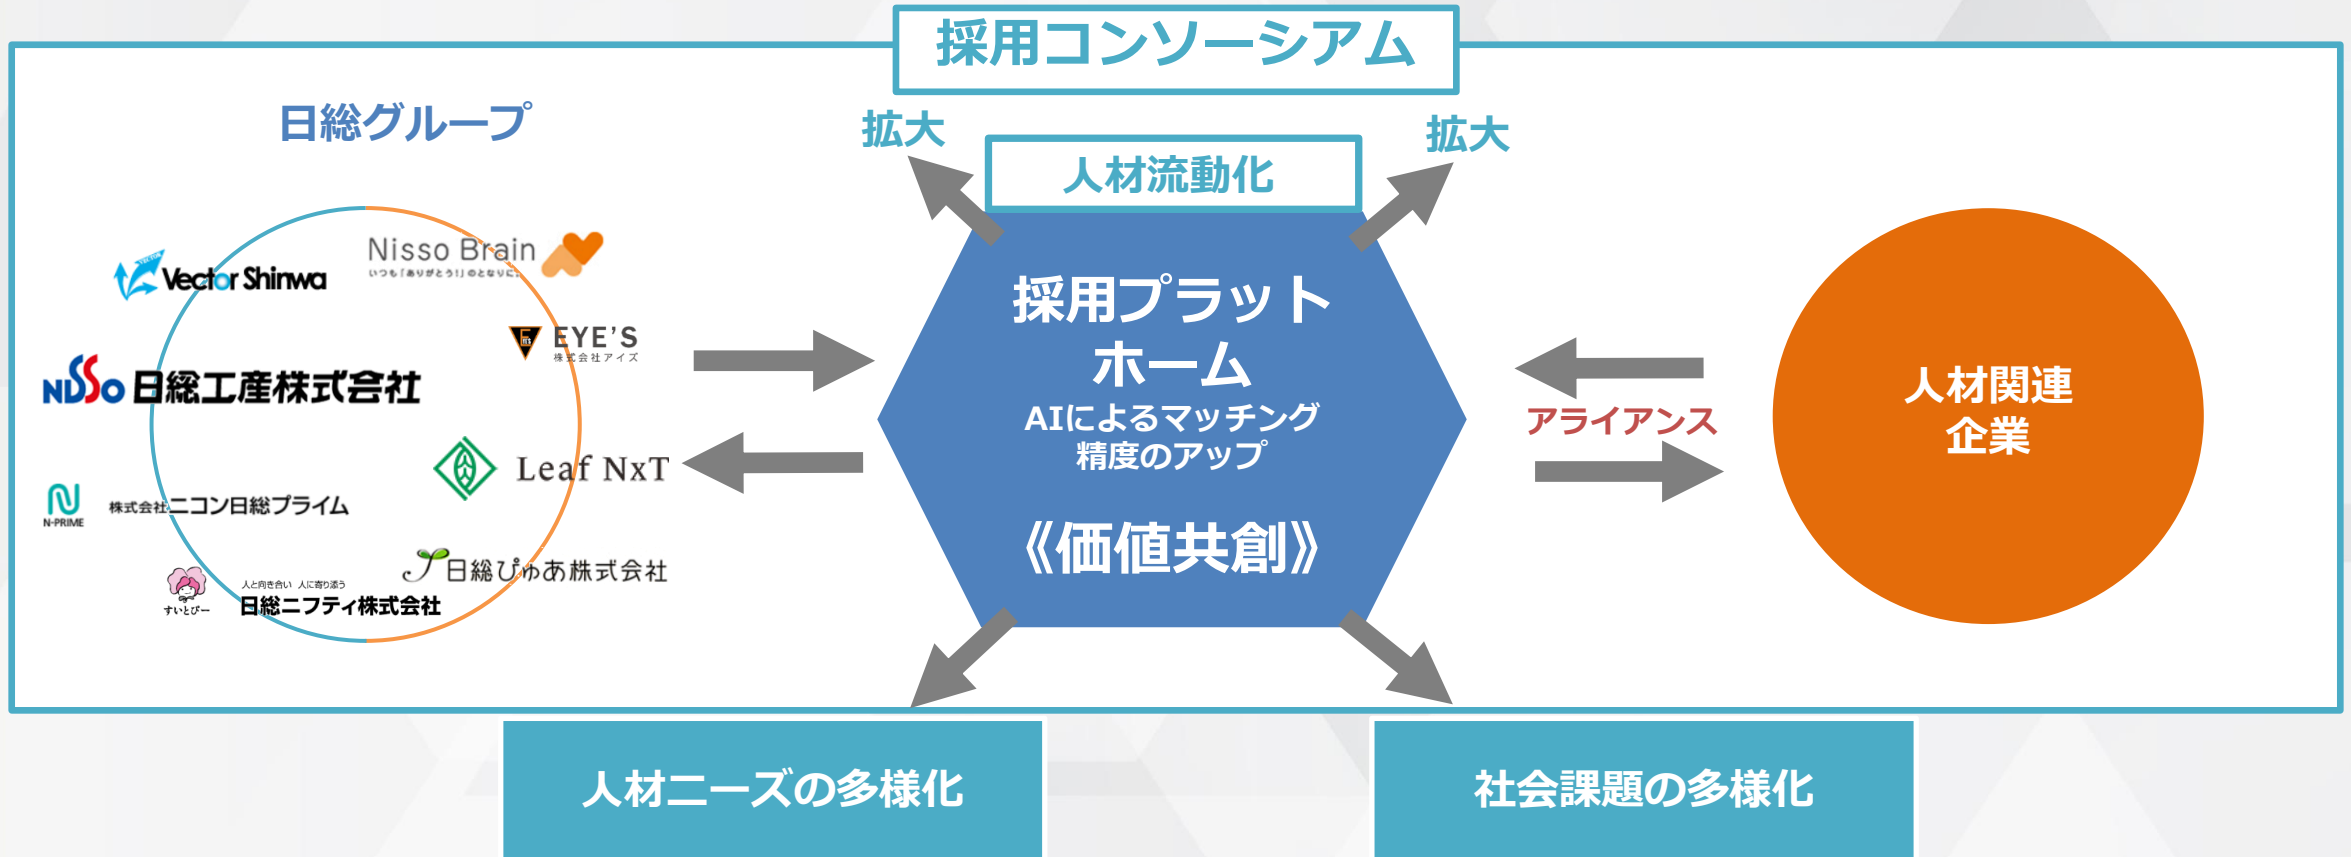 採用コンソーシアム
日総グループ
拡大
拡大
人材流動化
Vector Shinwa
Nisso Brain
いつも「ありがとう!」のとなりに。
EYE'S
株式会社アイズ
NISSO 日総工産株式会社
Leaf NxT
N-PRIME
株式会社ニコン日総プライム
日総ぴゅあ株式会社
すいとぴー
人と向き合い 人に寄り添う
日総ニフティ株式会社
採用プラット
ホーム
AIによるマッチング
精度のアップ
《価値共創》
アライアンス
人材関連
企業
人材ニーズの多様化
社会課題の多様化